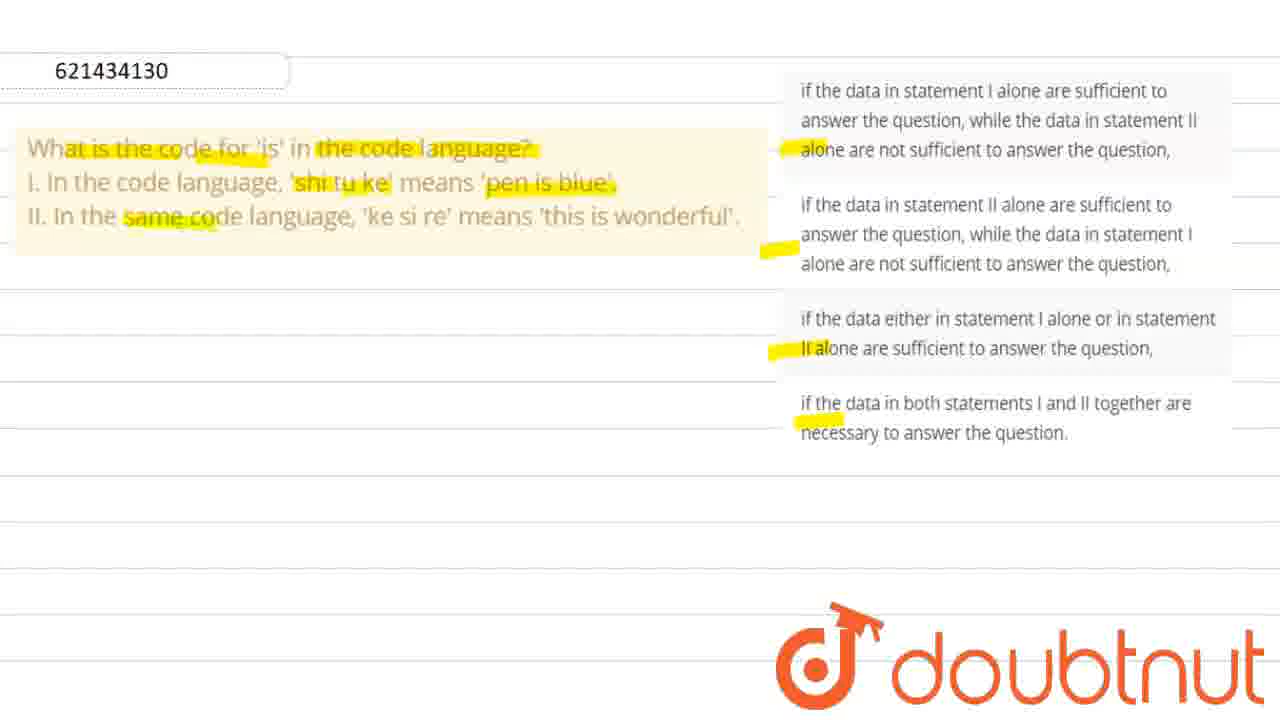 621434130
What is the code for 'is' in the code language?
I. In the code language, 'shi tu ke' means 'pen is blue'.
II. In the same code language, 'ke si re' means 'this is wonderful'.
if the data in statement I alone are sufficient to
answer the question, while the data in statement II
alone are not sufficient to answer the question,
if the data in statement II alone are sufficient to
answer the question, while the data in statement I
alone are not sufficient to answer the question,
if the data either in statement I alone or in statement
II alone are sufficient to answer the question,
if the data in both statements I and II together are
necessary to answer the question.
doubtnut